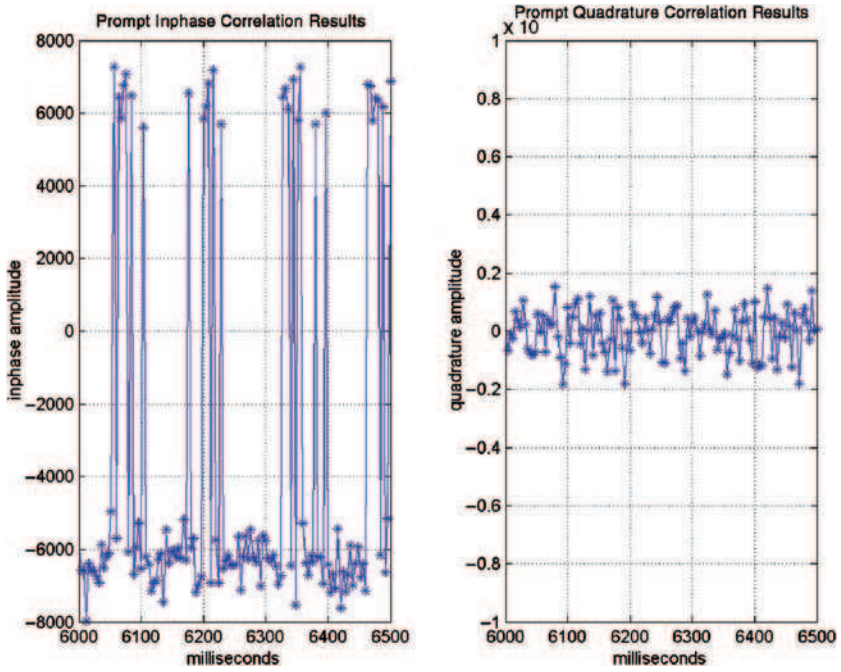 Prompt Inphase Correlation Results
8000
6000
4000
2000
0
−2000
−4000
−6000
−8000
inphase amplitude
6000 6100 6200 6300 6400 6500
milliseconds
Prompt Quadrature Correlation Results
1 x 10
0.8
0.6
0.4
0.2
0
−0.2
−0.4
−0.6
−0.8
−1
quadrature amplitude
6000 6100 6200 6300 6400 6500
milliseconds